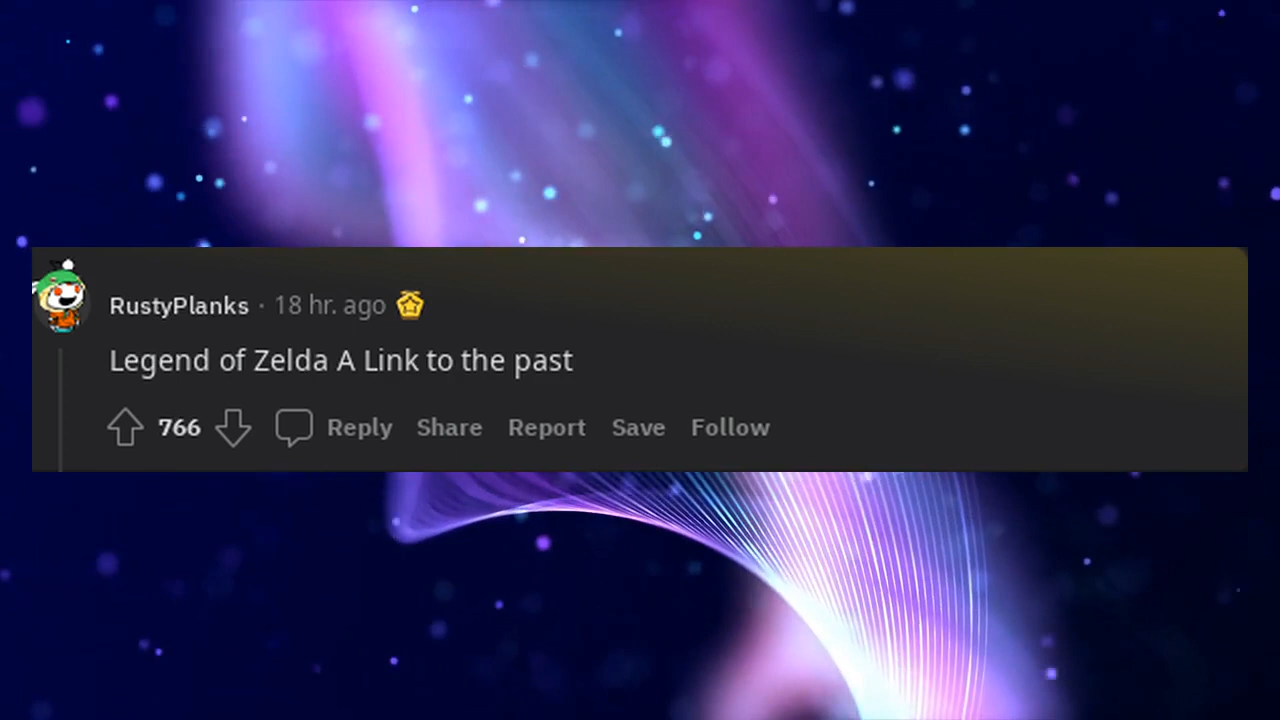 RustyPlanks · 18 hr. ago
Legend of Zelda A Link to the past
766 Reply Share Report Save Follow